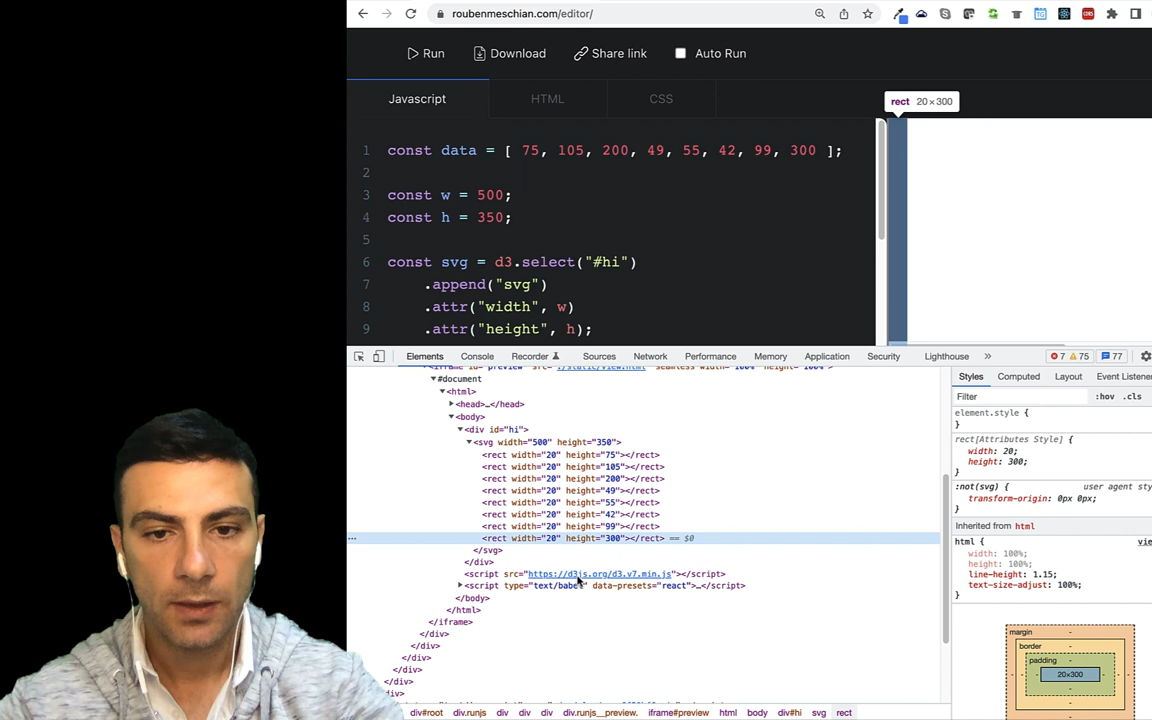 roubenmeschian.com/editor/
Run Download Share link Auto Run
Javascript HTML CSS
rect 20×300
1 const data = [ 75, 105, 200, 49, 55, 42, 99, 300 ];
2
3 const w = 500;
4 const h = 350;
5
6 const svg = d3.select("#hi")
7 .append("svg")
8 .attr("width", w)
9 .attr("height", h);
Elements Console Recorder Sources Network Performance Memory Application Security Lighthouse » 7 75 77
#document
<html>
<head>…</head>
<body>
<div id="hi">
<svg width="500" height="350">
<rect width="20" height="75"></rect>
<rect width="20" height="105"></rect>
<rect width="20" height="200"></rect>
<rect width="20" height="49"></rect>
<rect width="20" height="55"></rect>
<rect width="20" height="42"></rect>
<rect width="20" height="99"></rect>
<rect width="20" height="300"></rect> == $0
</svg>
</div>
<script src="https://d3js.org/d3.v7.min.js"></script>
<script type="text/babel" data-presets="react">…</script>
</body>
</html>
</iframe>
</div>
</div>
</div>
</div>
div>
div#root div.runjs div div div div.runjs__preview. iframe#preview html body div#hi svg rect
Styles Computed Layout Event Listener
Filter :hov .cls
element.style {
}
rect[Attributes Style] {
width: 20;
height: 300;
}
:not(svg) { user agent sty
transform-origin: 0px 0px;
}
Inherited from html
html { <vie
width: 100%;
height: 100%;
line-height: 1.15;
text-size-adjust: 100%;
}
margin -
border -
padding -
- - - 20×300 - - -
-
-
-